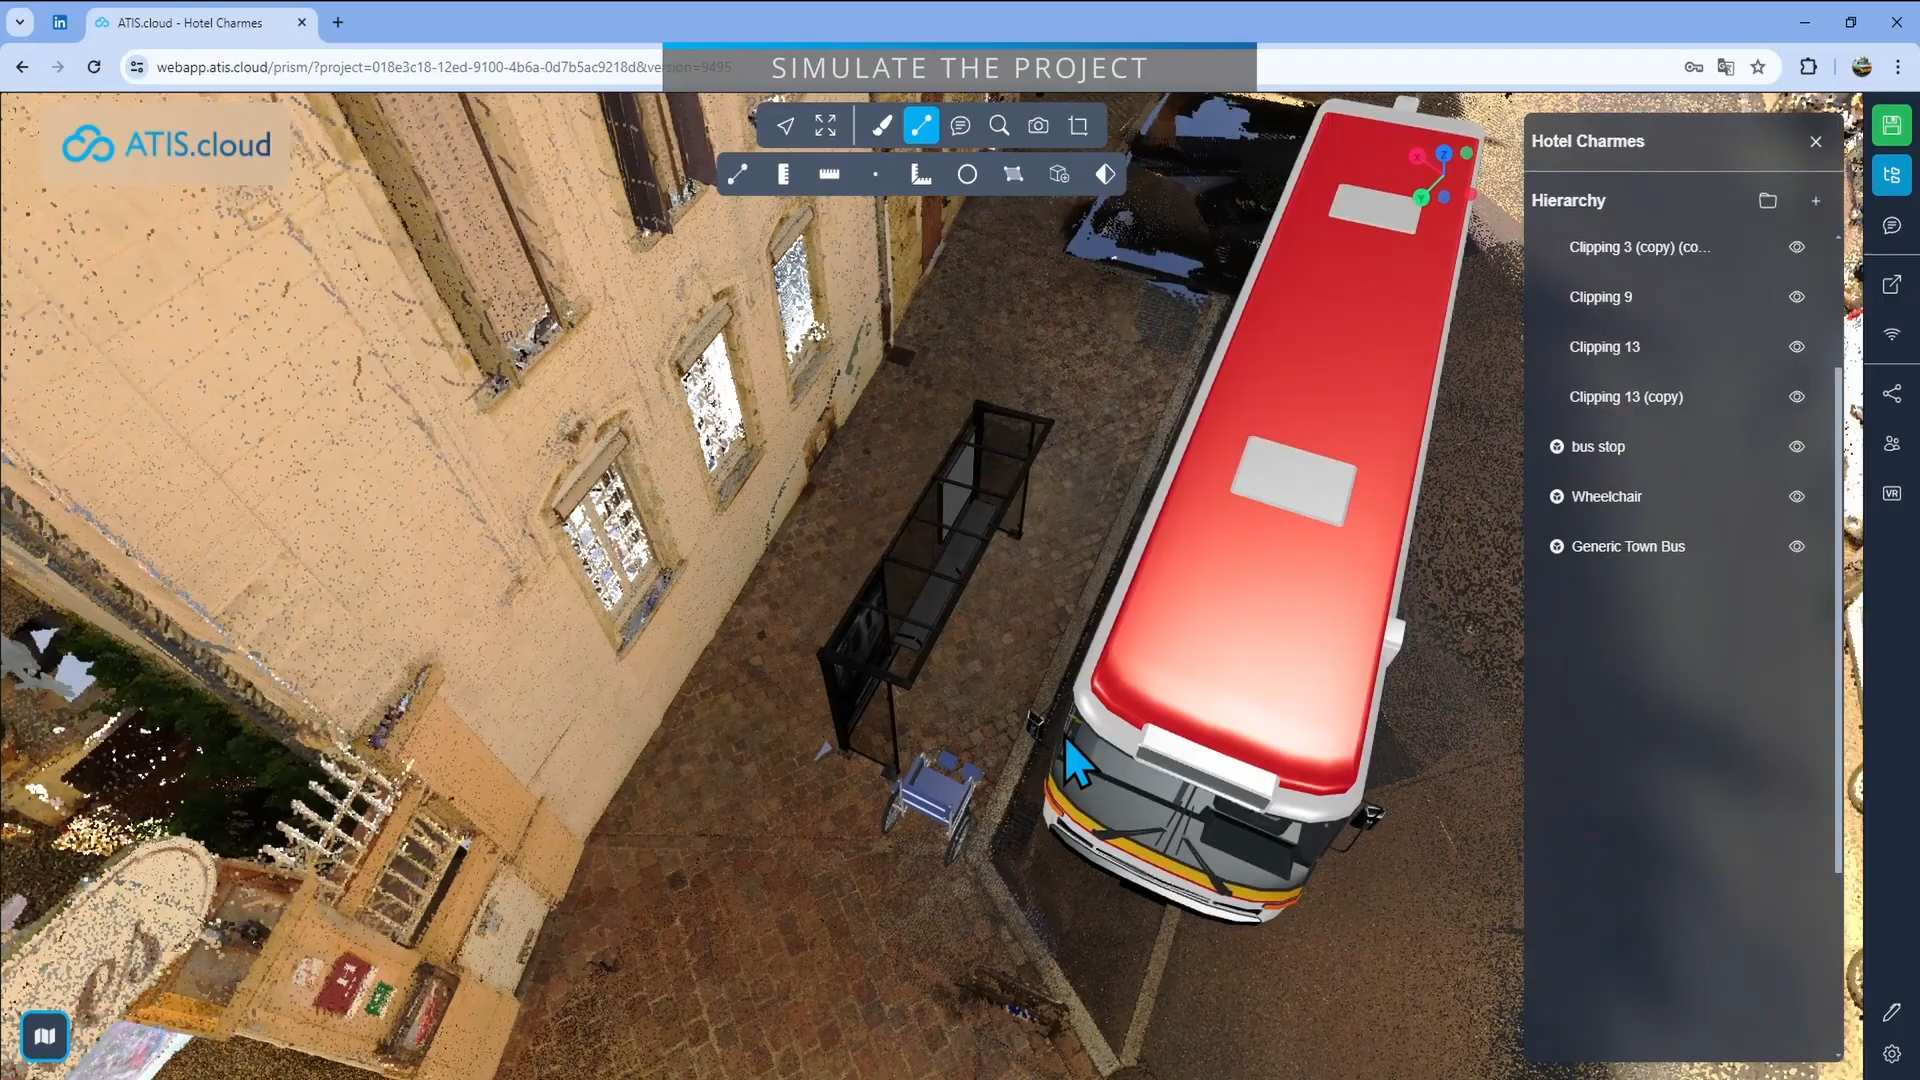 ATIS.cloud - Hotel Charmes
webapp.atis.cloud/prism/?project=018e3c18-12ed-9100-4b6a-0d7b5ac9218d&version=9495
SIMULATE THE PROJECT
ATIS.cloud
X
Z
Y
Hotel Charmes
Hierarchy
Clipping 3 (copy) (co...
Clipping 9
Clipping 13
Clipping 13 (copy)
bus stop
Wheelchair
Generic Town Bus
VR